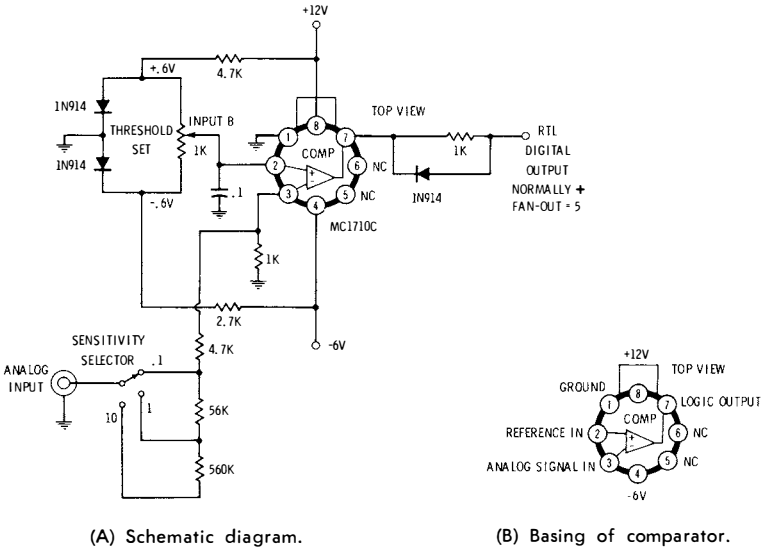 +12V
+.6V
4.7K
1N914
THRESHOLD
SET
INPUT B
1K
1N914
-.6V
.1
TOP VIEW
1
8
7
2
COMP
6
NC
3
+
-
5
NC
4
MC1710C
1K
1N914
RTL
DIGITAL
OUTPUT
NORMALLY +
FAN-OUT = 5
1K
2.7K
-6V
4.7K
SENSITIVITY
SELECTOR
.1
ANALOG
INPUT
10
1
56K
560K
+12V
TOP VIEW
GROUND
1
8
7
LOGIC OUTPUT
COMP
REFERENCE IN
2
+
-
6
NC
ANALOG SIGNAL IN
3
5
NC
4
-6V
(A) Schematic diagram.
(B) Basing of comparator.